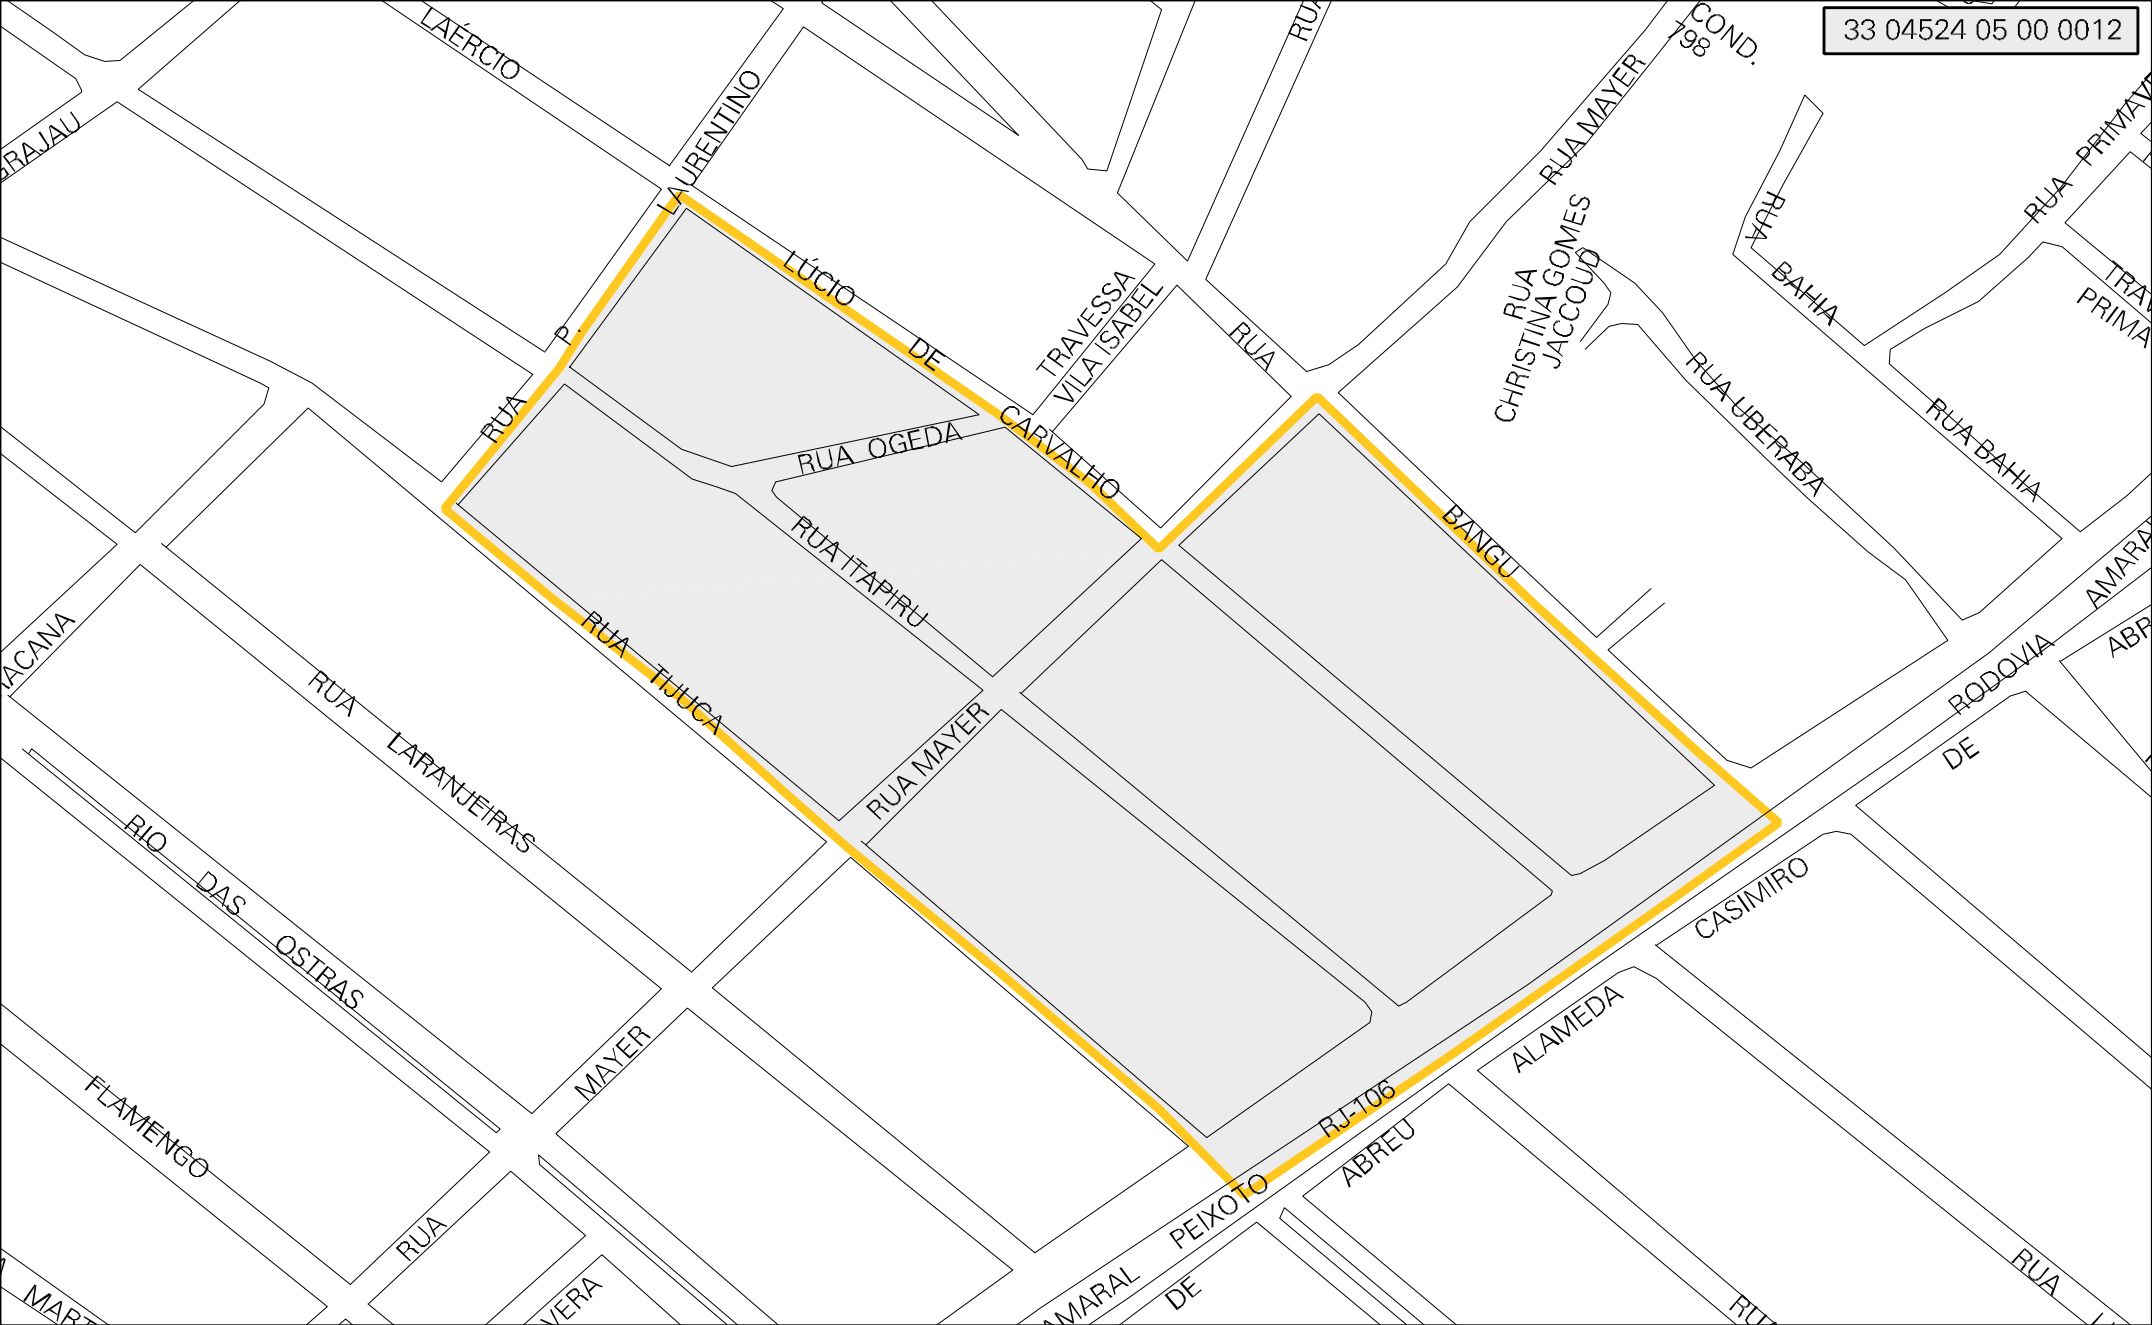 33 04524 05 00 0012
LAÉRCIO
COND.
798
RUA MAYER
RUA PRIMAVE
GRAJAU
LAURENTINO
RUA P.
LÚCIO DE CARVALHO
TRAVESSA
VILA ISABEL
RUA BANGU
RUA
CHRISTINA GOMES
JACCOUD
RUA BAHIA
TRAV
PRIMA
RUA UBERABA
RUA BAHIA
RUA OGEDA
RUA ITAPIRU
RUA TIJUCA
RUA MAYER
RUA LARANJEIRAS
RIO DAS OSTRAS
FLAMENGO
RUA MAYER
RODOVIA AMARA
RJ-106
AMARAL PEIXOTO
ALAMEDA CASIMIRO DE ABR
DE ABREU
ACANA
MART
VERA
RUA
RUA
RUA